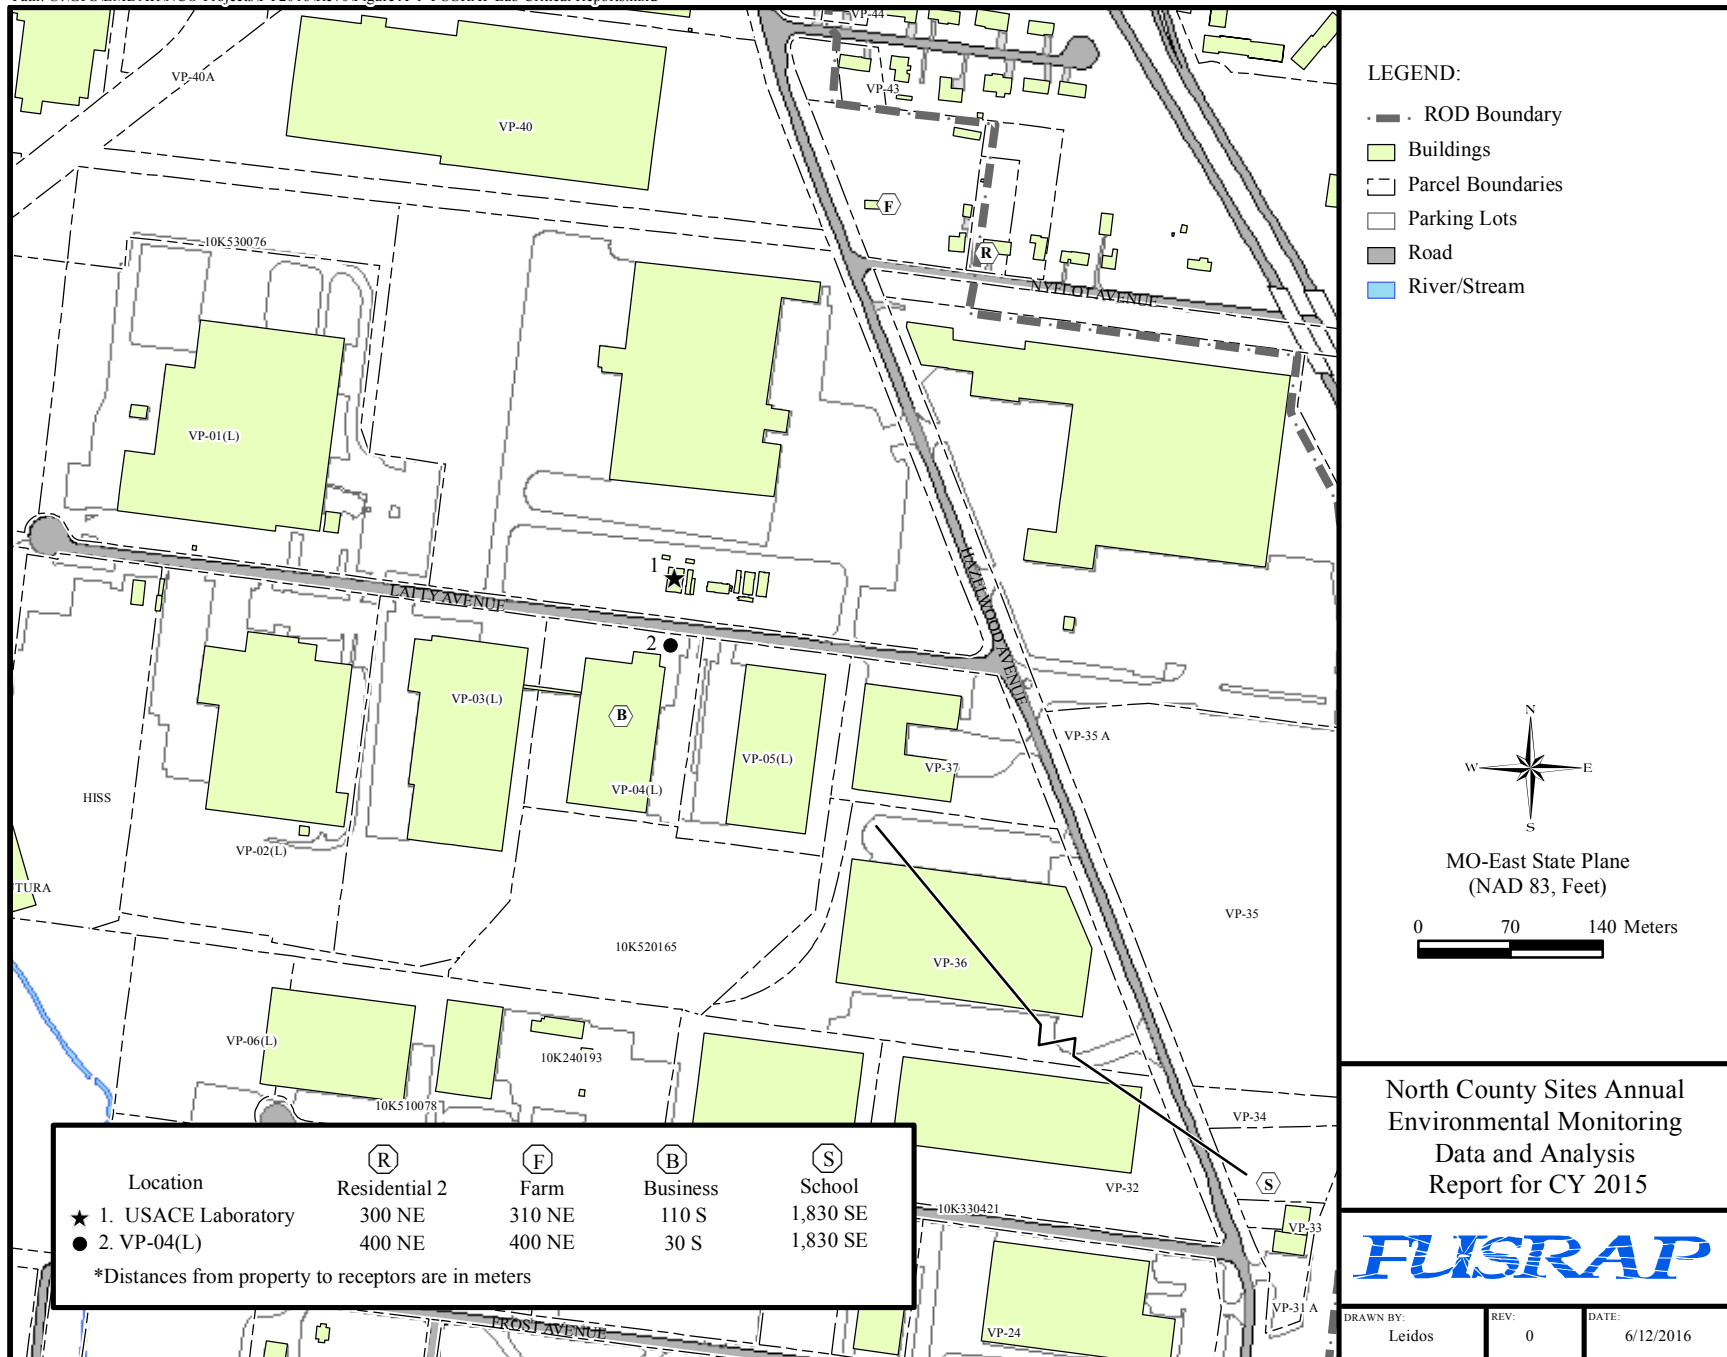 VP-44
VP-40A
VP-43
VP-40
F
10K530076
R
NYFLOT AVENUE
VP-01(L)
HAZELWOOD AVENUE
1
LATTY AVENUE
2
HAZELWOOD AVENUE
VP-03(L)
B
VP-35 A
VP-05(L)
VP-37
VP-04(L)
HISS
VP-02(L)
TURA
VP-35
10K520165
VP-36
VP-06(L)
10K240193
10K510078
VP-34
S
VP-32
10K330421
VP-33
VP-31 A
FROST AVENUE
VP-24
R F B S
Location Residential 2 Farm Business School
1. USACE Laboratory 300 NE 310 NE 110 S 1,830 SE
2. VP-04(L) 400 NE 400 NE 30 S 1,830 SE
*Distances from property to receptors are in meters
LEGEND:
ROD Boundary
Buildings
Parcel Boundaries
Parking Lots
Road
River/Stream
N
W E
S
MO-East State Plane
(NAD 83, Feet)
0 70 140 Meters
North County Sites Annual
Environmental Monitoring
Data and Analysis
Report for CY 2015
FUSRAP
DRAWN BY: REV: DATE:
Leidos 0 6/12/2016